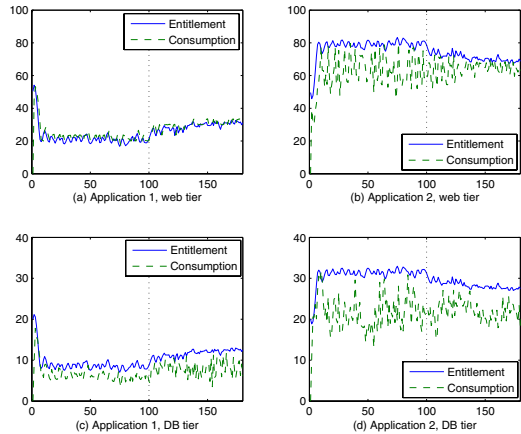 100
80
60
40
20
0
Entitlement
Consumption
0 50 100 150
(a) Application 1, web tier
100
80
60
40
20
0
Entitlement
Consumption
0 50 100 150
(b) Application 2, web tier
40
30
20
10
0
Entitlement
Consumption
0 50 100 150
(c) Application 1, DB tier
40
30
20
10
0
Entitlement
Consumption
0 50 100 150
(d) Application 2, DB tier